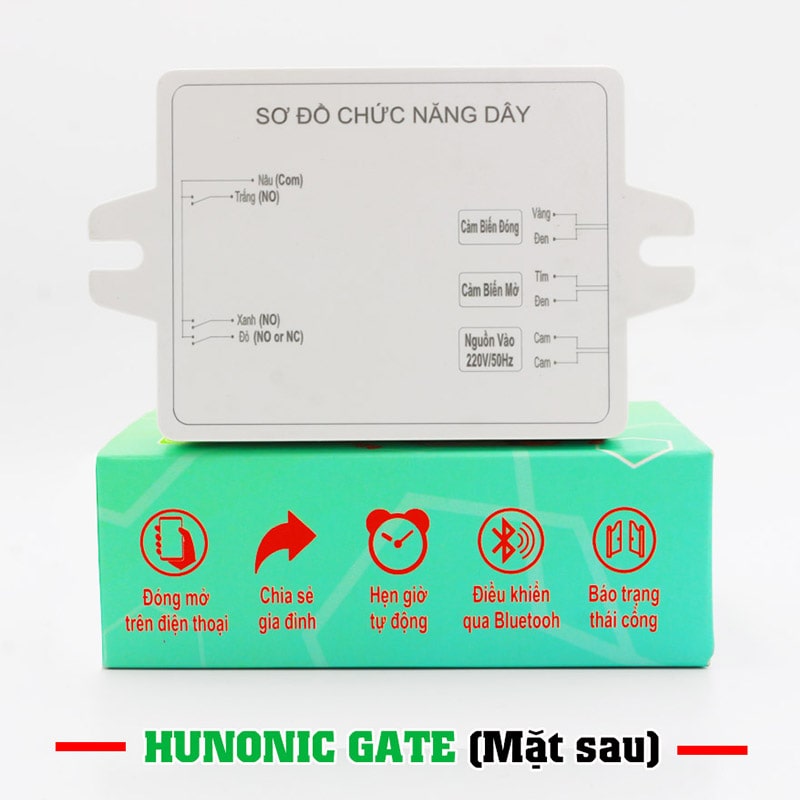 SƠ ĐỒ CHỨC NĂNG DÂY
Nâu (Com)
Trắng (NO)
Xanh (NO)
Đỏ (NO or NC)
Cảm Biến Đóng
Vàng
Đen
Cảm Biến Mở
Tím
Đen
Nguồn Vào
220V/50Hz
Cam
Cam
Đóng mở
trên điện thoại
Chia sẻ
gia đình
Hẹn giờ
tự động
Điều khiển
qua Bluetooh
Báo trạng
thái cổng
HUNONIC GATE (Mặt sau)